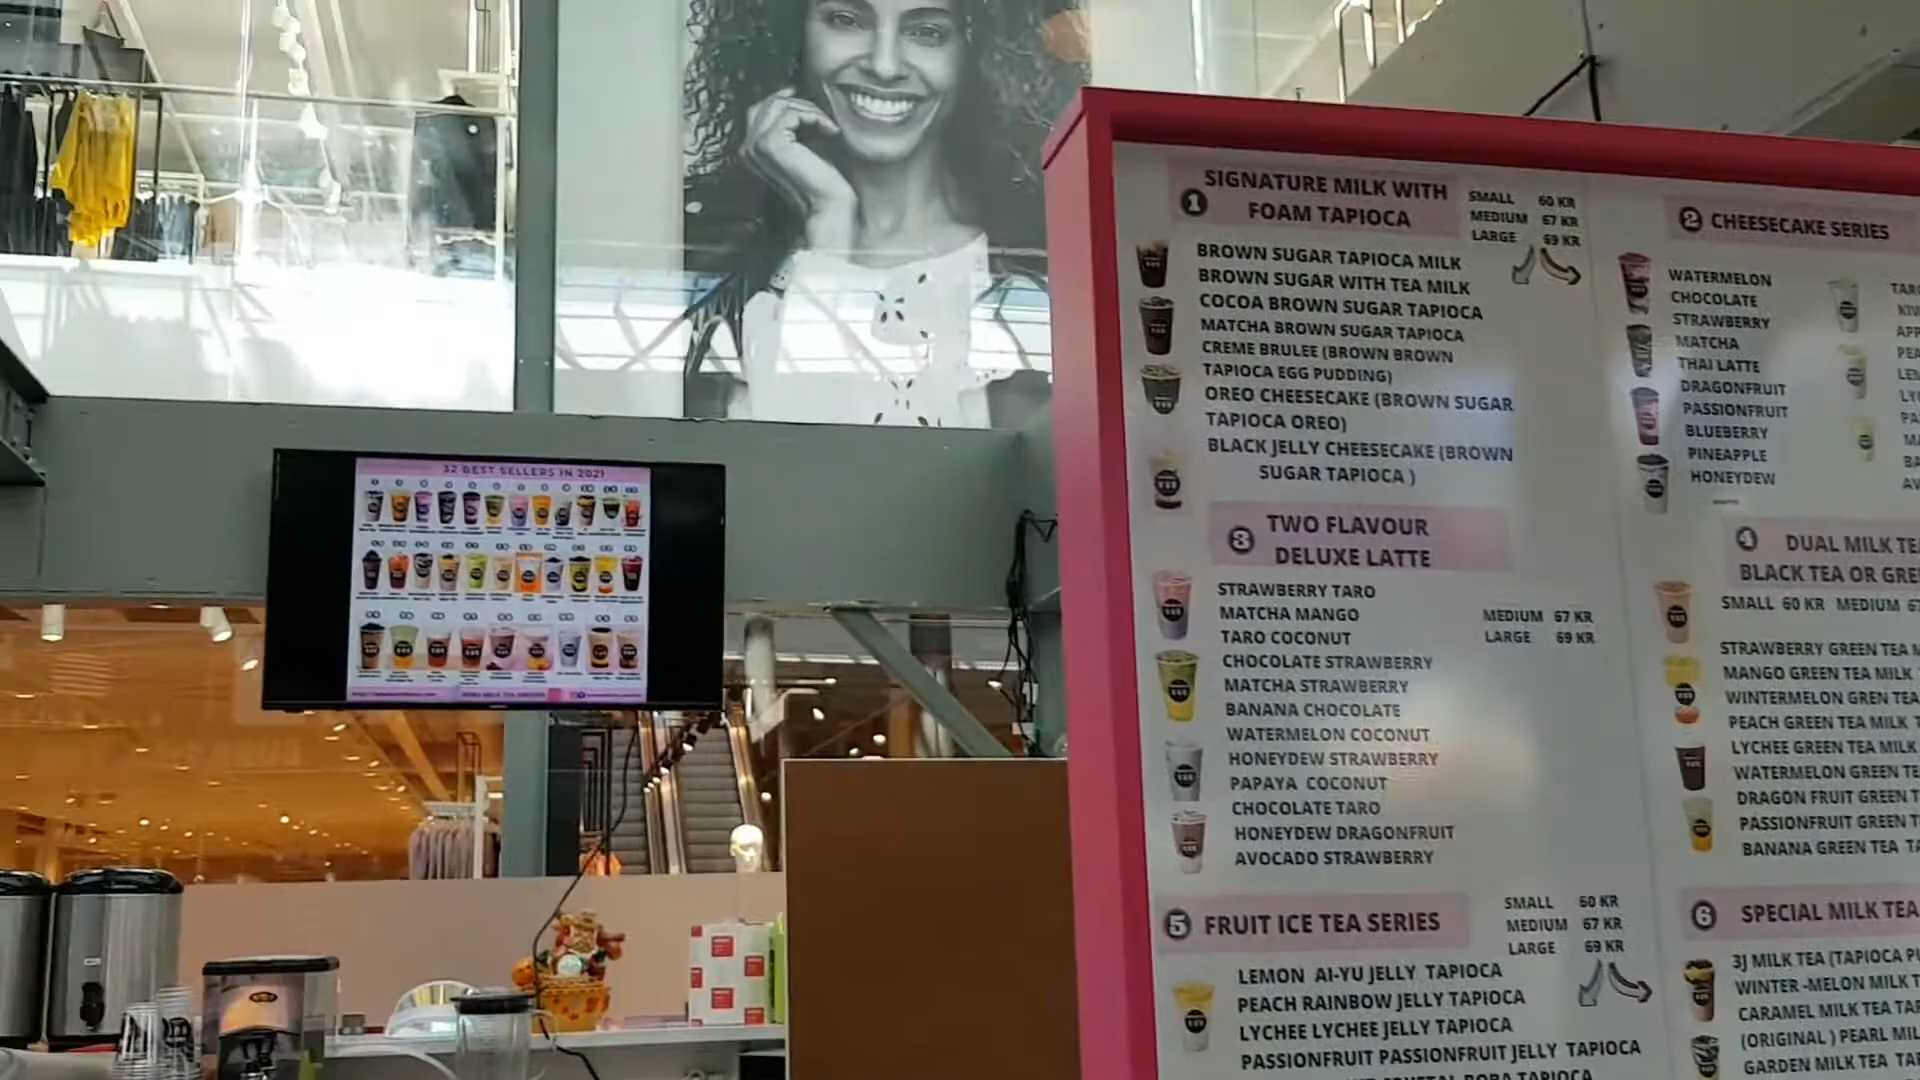 32 BEST SELLERS IN 2021
1 SIGNATURE MILK WITH
FOAM TAPIOCA
SMALL 60 KR
MEDIUM 67 KR
LARGE 69 KR
BROWN SUGAR TAPIOCA MILK
BROWN SUGAR WITH TEA MILK
COCOA BROWN SUGAR TAPIOCA
MATCHA BROWN SUGAR TAPIOCA
CREME BRULEE (BROWN BROWN
TAPIOCA EGG PUDDING)
OREO CHEESECAKE (BROWN SUGAR
TAPIOCA OREO)
BLACK JELLY CHEESECAKE (BROWN
SUGAR TAPIOCA )
2 CHEESECAKE SERIES
WATERMELON
CHOCOLATE
STRAWBERRY
MATCHA
THAI LATTE
DRAGONFRUIT
PASSIONFRUIT
BLUEBERRY
PINEAPPLE
HONEYDEW
3 TWO FLAVOUR
DELUXE LATTE
STRAWBERRY TARO
MATCHA MANGO
TARO COCONUT
CHOCOLATE STRAWBERRY
MATCHA STRAWBERRY
BANANA CHOCOLATE
WATERMELON COCONUT
HONEYDEW STRAWBERRY
PAPAYA COCONUT
CHOCOLATE TARO
HONEYDEW DRAGONFRUIT
AVOCADO STRAWBERRY
MEDIUM 67 KR
LARGE 69 KR
4 DUAL MILK
BLACK TEA OR
SMALL 60 KR MEDIUM
STRAWBERRY GREEN TEA
MANGO GREEN TEA MILK
WINTERMELON GREN TEA
PEACH GREEN TEA MILK
LYCHEE GREEN TEA MILK
WATERMELON GREEN
DRAGON FRUIT GREEN
PASSIONFRUIT GREEN
BANANA GREEN TEA
5 FRUIT ICE TEA SERIES
SMALL 60 KR
MEDIUM 67 KR
LARGE 69 KR
LEMON AI-YU JELLY TAPIOCA
PEACH RAINBOW JELLY TAPIOCA
LYCHEE LYCHEE JELLY TAPIOCA
PASSIONFRUIT PASSIONFRUIT JELLY TAPIOCA
CRYSTAL BOBA TAPIOCA
6 SPECIAL MILK TEA
3J MILK TEA (TAPIOCA
WINTER -MELON MILK
CARAMEL MILK TEA
(ORIGINAL ) PEARL
GARDEN MILK TEA